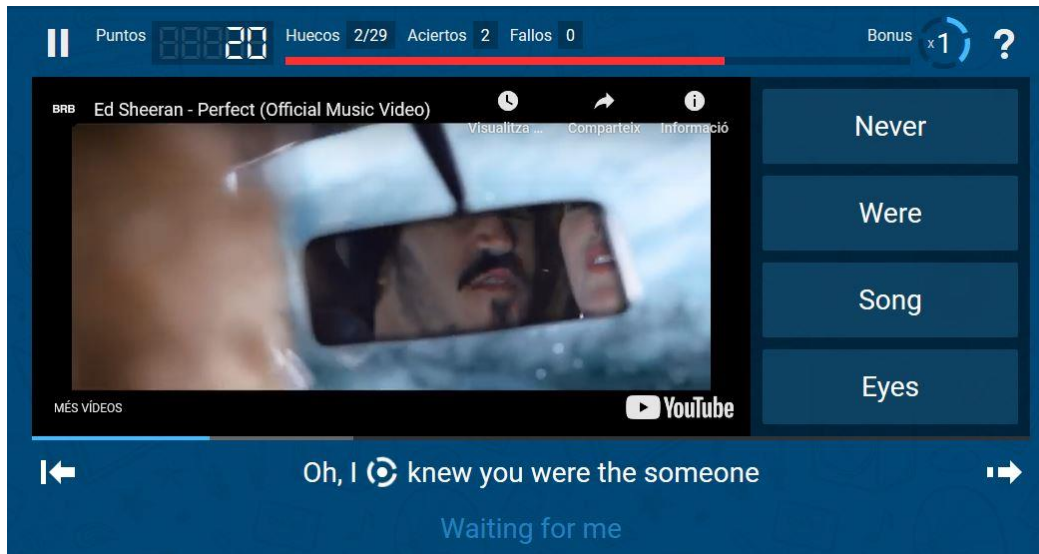 Puntos 20 Huecos 2/29 Aciertos 2 Fallos 0 Bonus x1 ?
BRB Ed Sheeran - Perfect (Official Music Video)
Visualitza ... Comparteix Informació
Never
Were
Song
Eyes
MÉS VÍDEOS YouTube
Oh, I knew you were the someone
Waiting for me